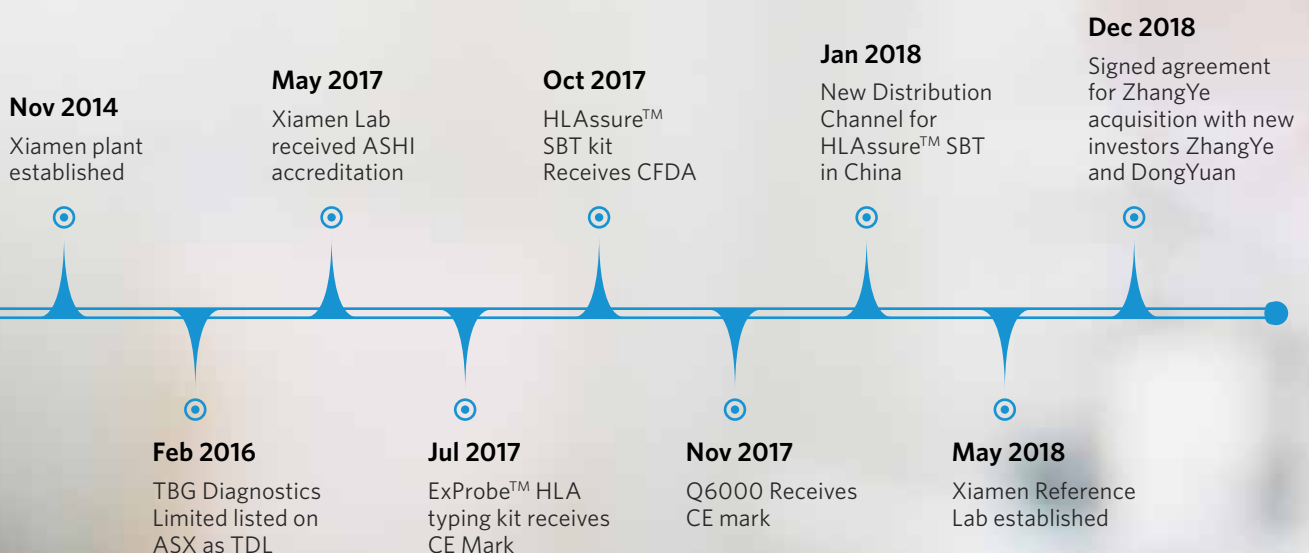 Nov 2014
Xiamen plant
established
Feb 2016
TBG Diagnostics
Limited listed on
ASX as TDL
May 2017
Xiamen Lab
received ASHI
accreditation
Jul 2017
ExProbe™ HLA
typing kit receives
CE Mark
Oct 2017
HLAssure™
SBT kit
Receives CFDA
Nov 2017
Q6000 Receives
CE mark
Jan 2018
New Distribution
Channel for
HLAssure™ SBT
in China
May 2018
Xiamen Reference
Lab established
Dec 2018
Signed agreement
for ZhangYe
acquisition with new
investors ZhangYe
and DongYuan